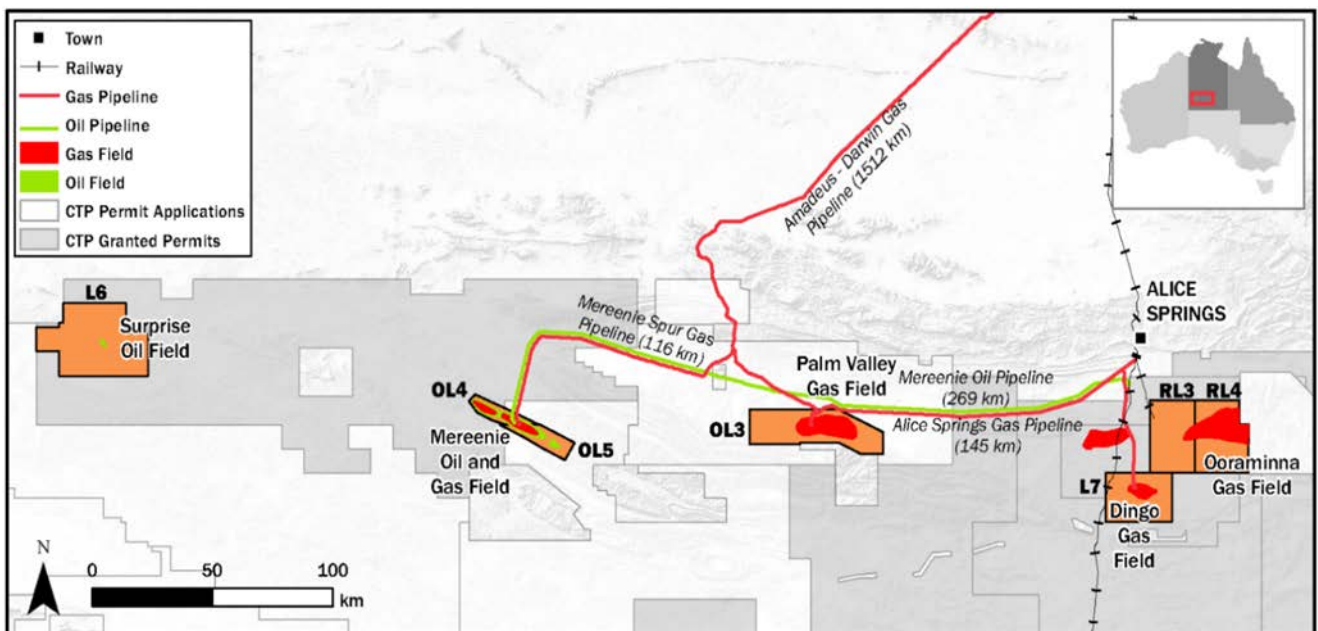 Town
Railway
Gas Pipeline
Oil Pipeline
Gas Field
Oil Field
CTP Permit Applications
CTP Granted Permits
Amadeus - Darwin Gas
Pipeline (1512 km)
L6
Surprise
Oil Field
Mereenie Spur Gas
Pipeline (116 km)
ALICE
SPRINGS
Palm Valley
Gas Field
Mereenie Oil Pipeline
(269 km)
OL4
RL3 RL4
OL3
Alice Springs Gas Pipeline
(145 km)
Mereenie
Oil and
Gas Field
OL5
Ooraminna
Gas Field
L7
Dingo
Gas
Field
N
0 50 100
km